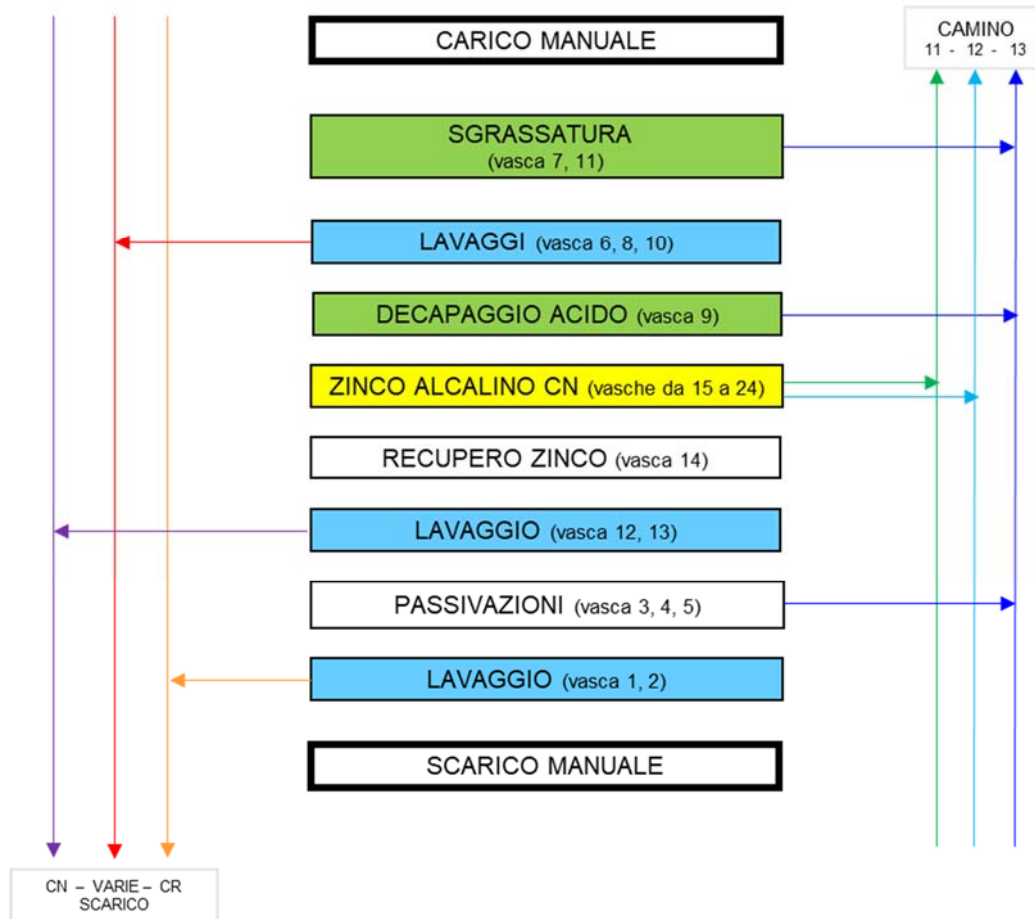 CARICO MANUALE
CAMINO
11 - 12 - 13
SGRASSATURA
(vasca 7, 11)
LAVAGGI (vasca 6, 8, 10)
DECAPAGGIO ACIDO (vasca 9)
ZINCO ALCALINO CN (vasche da 15 a 24)
RECUPERO ZINCO (vasca 14)
LAVAGGIO (vasca 12, 13)
PASSIVAZIONI (vasca 3, 4, 5)
LAVAGGIO (vasca 1, 2)
SCARICO MANUALE
CN – VARIE – CR
SCARICO